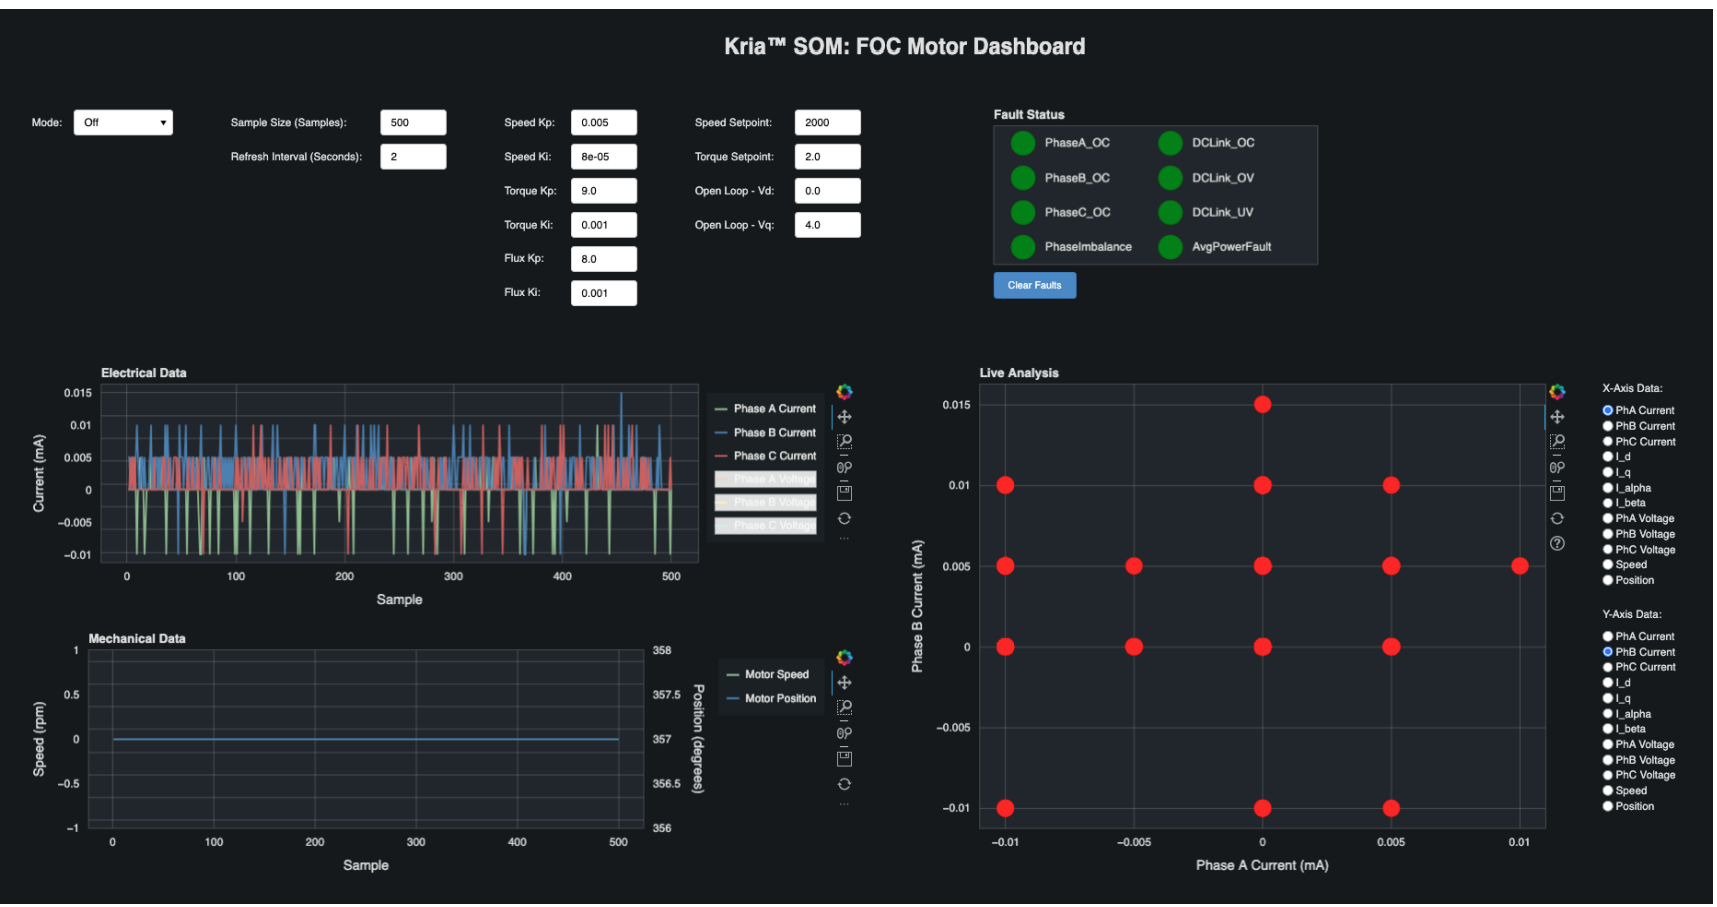 Kria™ SOM: FOC Motor Dashboard
Mode: Off
Sample Size (Samples): 500
Refresh Interval (Seconds): 2
Speed Kp: 0.005
Speed Ki: 8e-05
Torque Kp: 9.0
Torque Ki: 0.001
Flux Kp: 8.0
Flux Ki: 0.001
Speed Setpoint: 2000
Torque Setpoint: 2.0
Open Loop - Vd: 0.0
Open Loop - Vq: 4.0
Fault Status
PhaseA_OC DCLink_OC
PhaseB_OC DCLink_OV
PhaseC_OC DCLink_UV
PhaseImbalance AvgPowerFault
Clear Faults
Electrical Data
Current (mA)
0.015
0.01
0.005
0
−0.005
−0.01
0 100 200 300 400 500
Sample
Phase A Current
Phase B Current
Phase C Current
Phase A Voltage
Phase B Voltage
Phase C Voltage
Mechanical Data
Speed (rpm)
1
0.5
0
−0.5
−1
358
357.5
357
356.5
356
Position (degrees)
0 100 200 300 400 500
Sample
Motor Speed
Motor Position
Live Analysis
Phase B Current (mA)
0.015
0.01
0.005
0
−0.005
−0.01
−0.01 −0.005 0 0.005 0.01
Phase A Current (mA)
X-Axis Data:
PhA Current
PhB Current
PhC Current
I_d
I_q
I_alpha
I_beta
PhA Voltage
PhB Voltage
PhC Voltage
Speed
Position
Y-Axis Data:
PhA Current
PhB Current
PhC Current
I_d
I_q
I_alpha
I_beta
PhA Voltage
PhB Voltage
PhC Voltage
Speed
Position